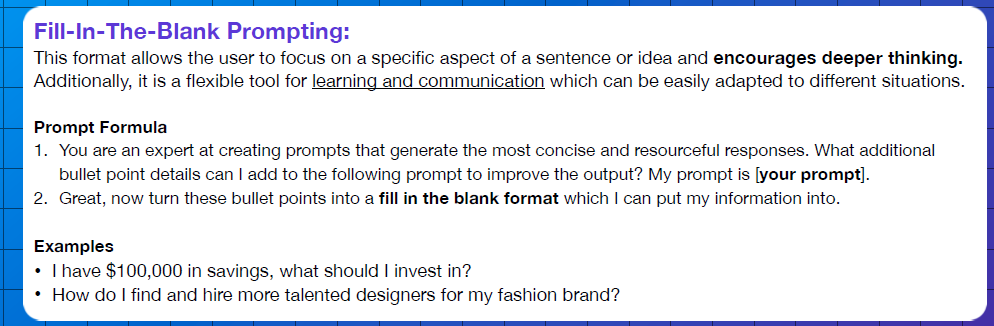 Fill-In-The-Blank Prompting:
This format allows the user to focus on a specific aspect of a sentence or idea and encourages deeper thinking.
Additionally, it is a flexible tool for learning and communication which can be easily adapted to different situations.
Prompt Formula
1. You are an expert at creating prompts that generate the most concise and resourceful responses. What additional
bullet point details can I add to the following prompt to improve the output? My prompt is [your prompt].
2. Great, now turn these bullet points into a fill in the blank format which I can put my information into.
Examples
• I have $100,000 in savings, what should I invest in?
• How do I find and hire more talented designers for my fashion brand?